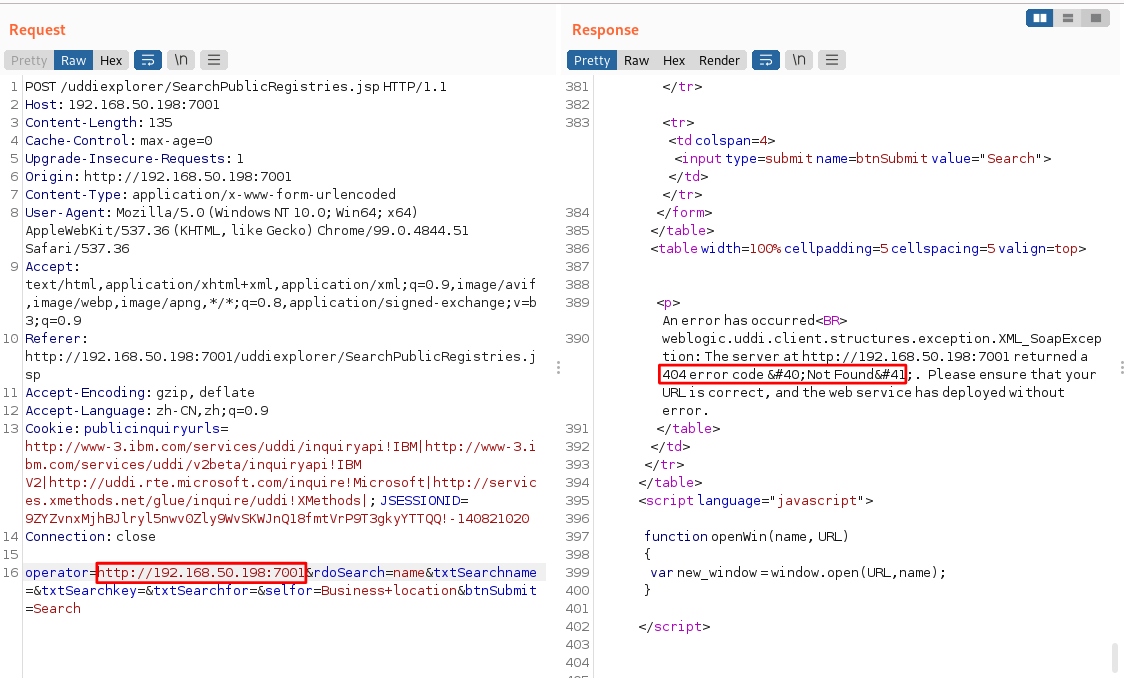 Request
Pretty Raw Hex \n
1 POST /uddiexplorer/SearchPublicRegistries.jsp HTTP/1.1
2 Host: 192.168.50.198:7001
3 Content-Length: 135
4 Cache-Control: max-age=0
5 Upgrade-Insecure-Requests: 1
6 Origin: http://192.168.50.198:7001
7 Content-Type: application/x-www-form-urlencoded
8 User-Agent: Mozilla/5.0 (Windows NT 10.0; Win64; x64)
AppleWebKit/537.36 (KHTML, like Gecko) Chrome/99.0.4844.51
Safari/537.36
9 Accept:
text/html,application/xhtml+xml,application/xml;q=0.9,image/avif
,image/webp,image/apng,*/*;q=0.8,application/signed-exchange;v=b
3;q=0.9
10 Referer:
http://192.168.50.198:7001/uddiexplorer/SearchPublicRegistries.j
sp
11 Accept-Encoding: gzip, deflate
12 Accept-Language: zh-CN,zh;q=0.9
13 Cookie: publicinquiryurls=
http://www-3.ibm.com/services/uddi/inquiryapi!IBM|http://www-3.i
bm.com/services/uddi/v2beta/inquiryapi!IBM
V2|http://uddi.rte.microsoft.com/inquire!Microsoft|http://servic
es.xmethods.net/glue/inquire/uddi!XMethods|; JSESSIONID=
9ZYZvnxMjhBJlryl5nwv0Zly9WvSKWJnQ18fmtVrP9T3gkyYTTQQ!-140821020
14 Connection: close
15
16 operator=http://192.168.50.198:7001&rdoSearch=name&txtSearchname
=&txtSearchkey=&txtSearchfor=&selfor=Business+location&btnSubmit
=Search
Response
Pretty Raw Hex Render \n
381 </tr>
382
383 <tr>
<td colspan=4>
<input type=submit name=btnSubmit value="Search">
</td>
</tr>
384 </form>
385 </table>
386 <table width=100% cellpadding=5 cellspacing=5 valign=top>
387
388
389 <p>
An error has occurred<BR>
390 weblogic.uddi.client.structures.exception.XML_SoapExcep
tion: The server at http://192.168.50.198:7001 returned a
404 error code &#40;Not Found&#41;. Please ensure that your
URL is correct, and the web service has deployed without
error.
391 </table>
392 </td>
393 </tr>
394 </table>
395 <script language="javascript">
396
397 function openWin(name, URL)
398 {
399 var new_window = window.open(URL,name);
400 }
401
402 </script>
403
404